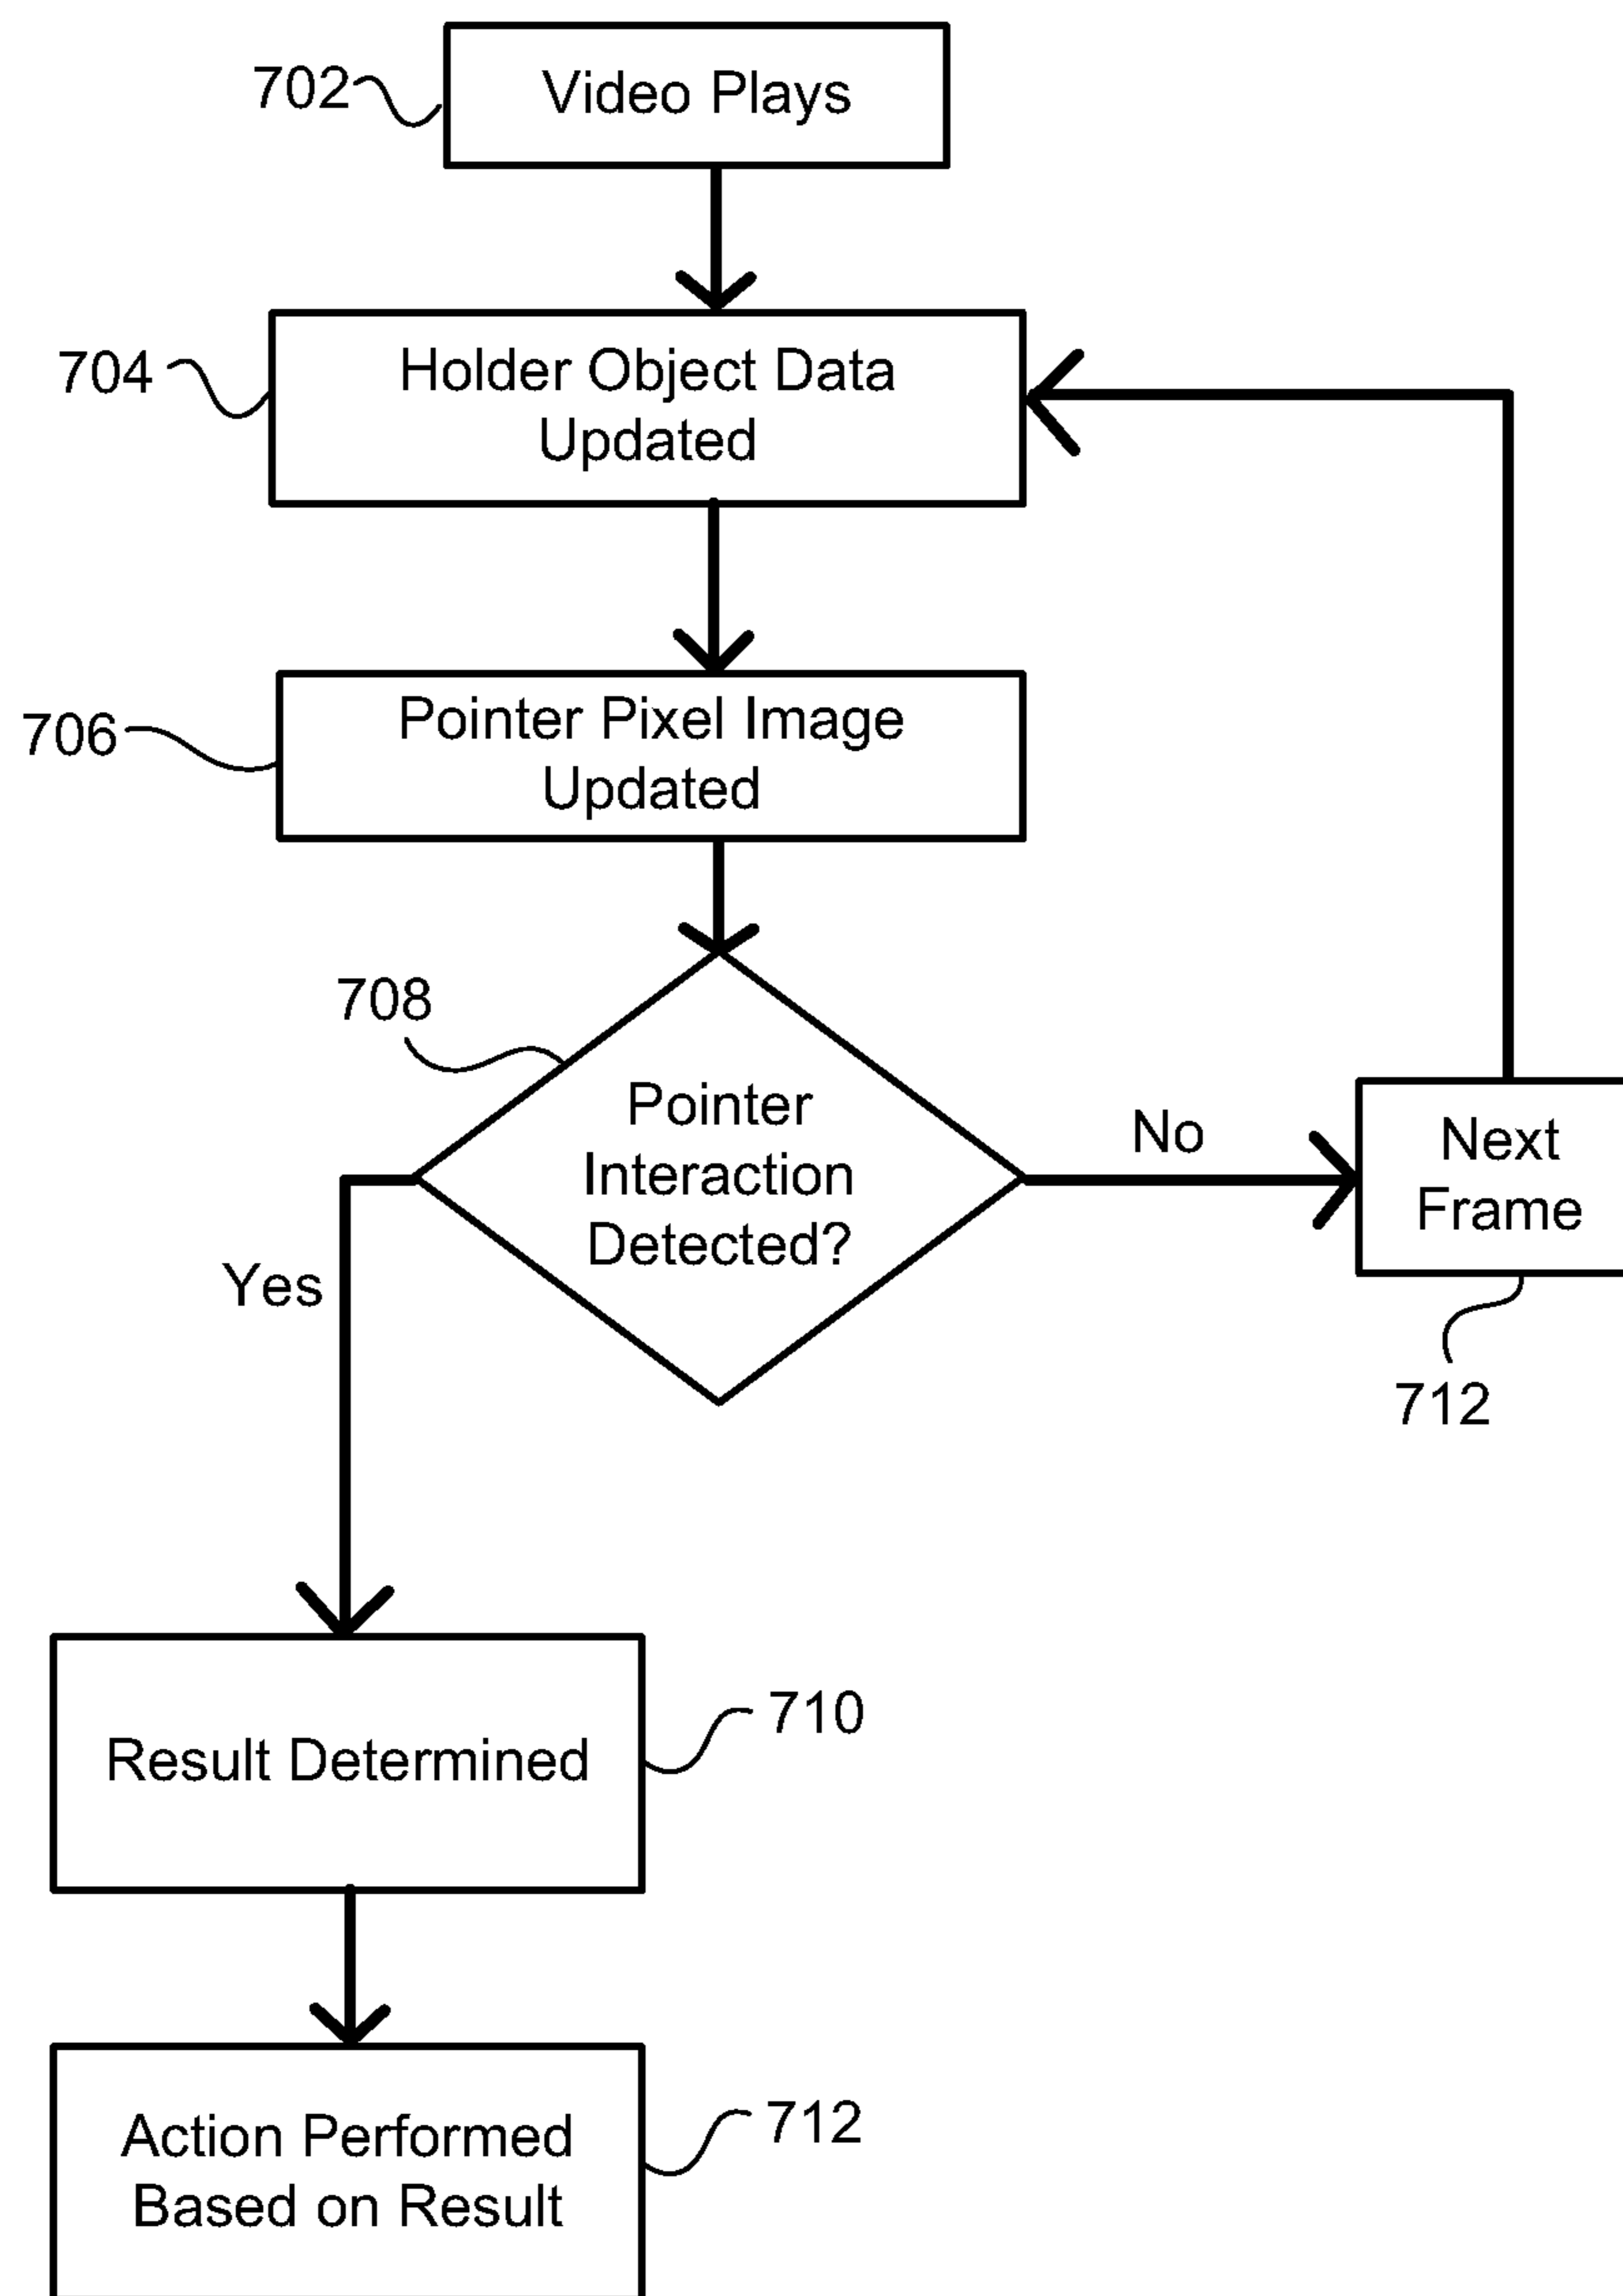 702
Video Plays
704
Holder Object Data
Updated
706
Pointer Pixel Image
Updated
708
Pointer
Interaction
Detected?
No
Next
Frame
Yes
712
710
Result Determined
712
Action Performed
Based on Result